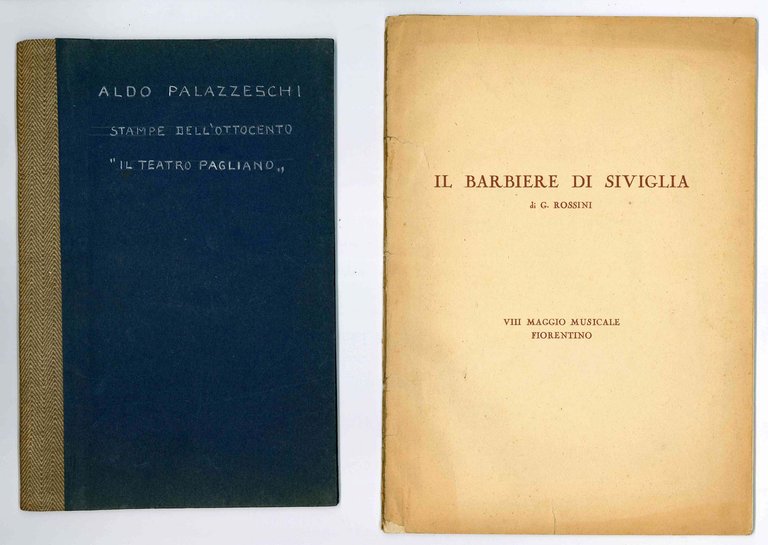 ALDO PALAZZESCHI
STAMPE DELL'OTTOCENTO
"IL TEATRO PAGLIANO„
IL BARBIERE DI SIVIGLIA
di G. ROSSINI
VIII MAGGIO MUSICALE
FIORENTINO